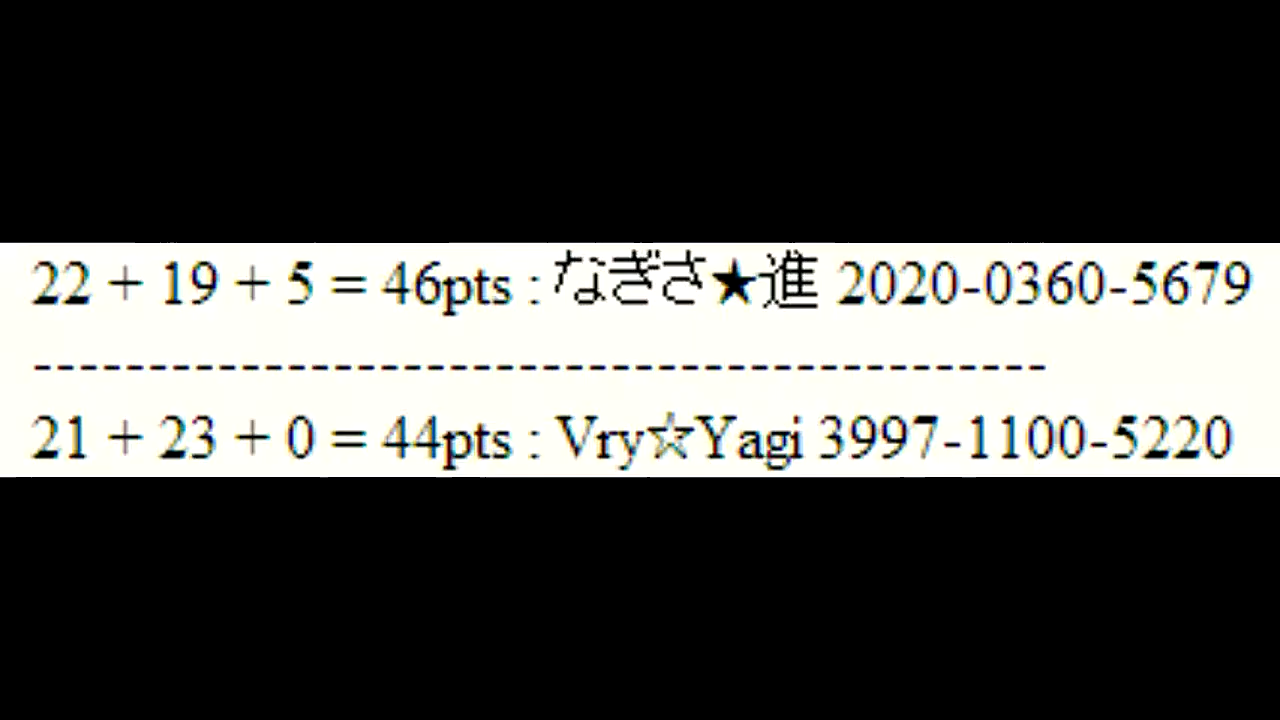 22 + 19 + 5 = 46pts : なぎさ★進 2020-0360-5679
--------------------------------------------
21 + 23 + 0 = 44pts : Vry☆Yagi 3997-1100-5220